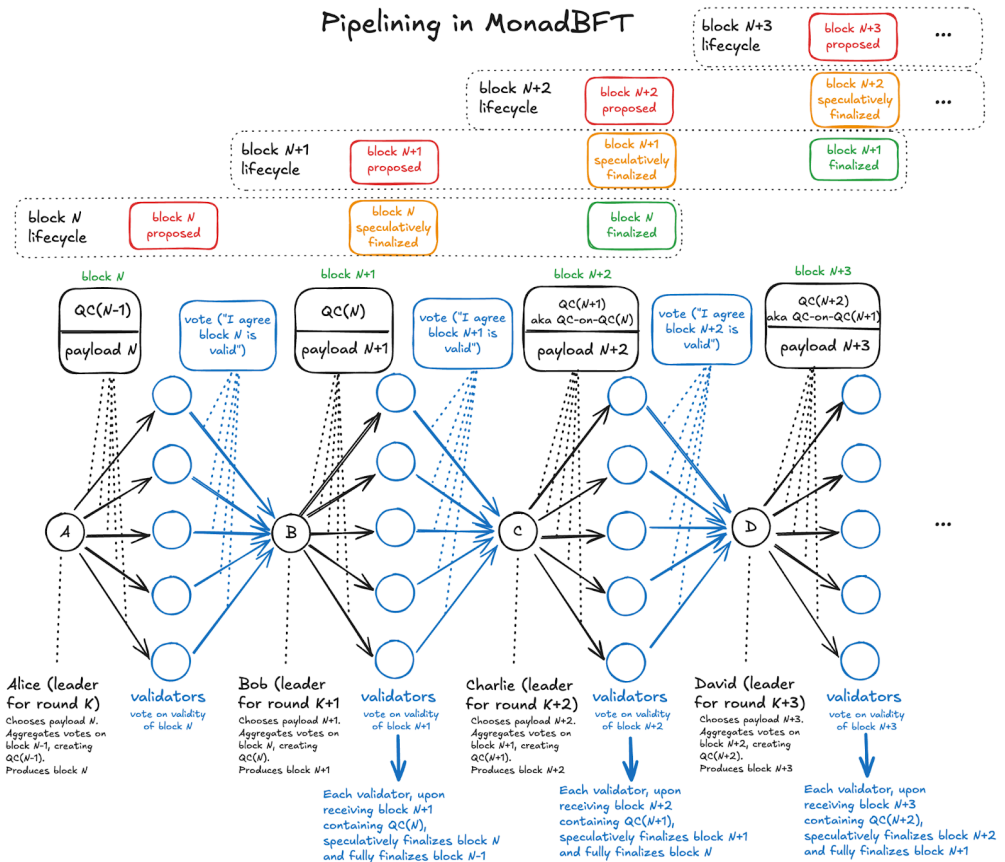 Pipelining in MonadBFT
block N+3
lifecycle
block N+3
proposed
...
block N+2
lifecycle
block N+2
proposed
block N+2
speculatively
finalized
...
block N+1
lifecycle
block N+1
proposed
block N+1
speculatively
finalized
block N+1
finalized
block N
lifecycle
block N
proposed
block N
speculatively
finalized
block N
finalized
block N
QC(N-1)
payload N
vote ("I agree
block N is
valid")
block N+1
QC(N)
payload N+1
vote ("I agree
block N+1 is
valid")
block N+2
QC(N+1)
aka QC-on-QC(N)
payload N+2
vote ("I agree
block N+2 is
valid")
block N+3
QC(N+2)
aka QC-on-QC(N+1)
payload N+3
A
B
C
D
...
Alice (leader
for round K)
Chooses payload N.
Aggregates votes on
block N-1, creating
QC(N-1).
Produces block N
validators
vote on validity
of block N
Bob (leader
for round K+1)
Chooses payload N+1.
Aggregates votes on
block N, creating
QC(N).
Produces block N+1
validators
vote on validity
of block N+1
Each validator, upon
receiving block N+1
containing QC(N),
speculatively finalizes block N
and fully finalizes block N-1
Charlie (leader
for round K+2)
Chooses payload N+2.
Aggregates votes on
block N+1, creating
QC(N+1).
Produces block N+2
validators
vote on validity
of block N+2
Each validator, upon
receiving block N+2
containing QC(N+1),
speculatively finalizes block N+1
and fully finalizes block N
David (leader
for round K+3)
Chooses payload N+3.
Aggregates votes on
block N+2, creating
QC(N+2).
Produces block N+3
validators
vote on validity
of block N+3
Each validator, upon
receiving block N+3
containing QC(N+2),
speculatively finalizes block N+2
and fully finalizes block N+1